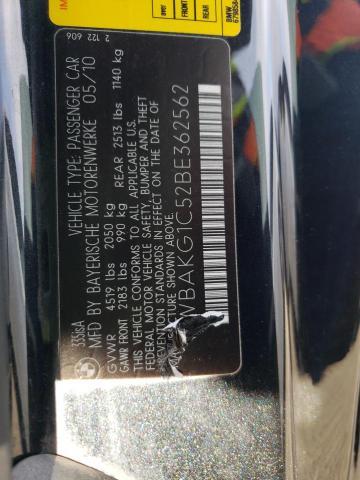 335iSA
VEHICLE TYPE: PASSENGER CAR
MFD BY BAYERISCHE MOTORENWERKE 05/10
GVWR 4519 lbs 2050 kg
GAWR FRONT 2183 lbs 990 kg REAR 2513 lbs 1140 kg
THIS VEHICLE CONFORMS TO ALL APPLICABLE U.S.
FEDERAL MOTOR VEHICLE SAFETY, BUMPER AND THEFT
PREVENTION STANDARDS IN EFFECT ON THE DATE OF
MANUFACTURE SHOWN ABOVE
WBAKG1C52BE362562
2 122 606
REAR
BMW